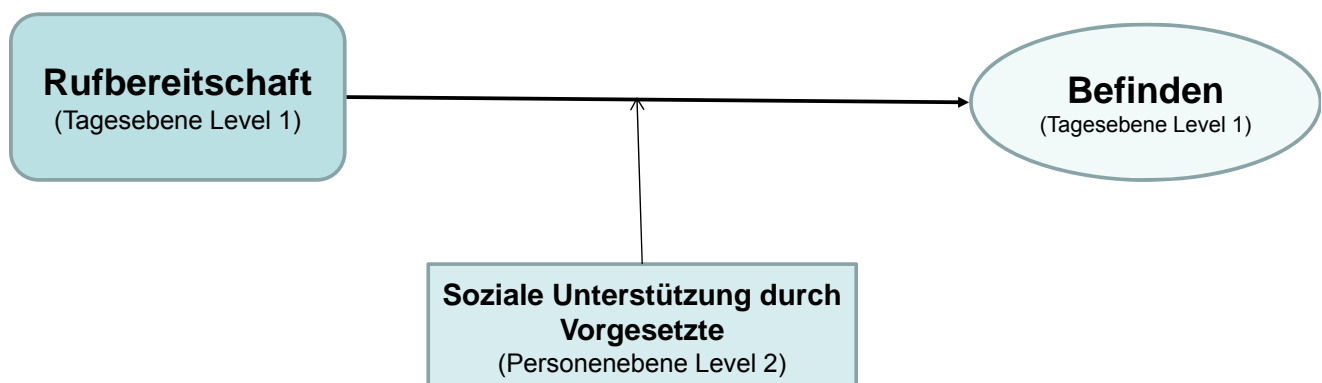 Rufbereitschaft
(Tagesebene Level 1)
Befinden
(Tagesebene Level 1)
Soziale Unterstützung durch
Vorgesetzte
(Personenebene Level 2)